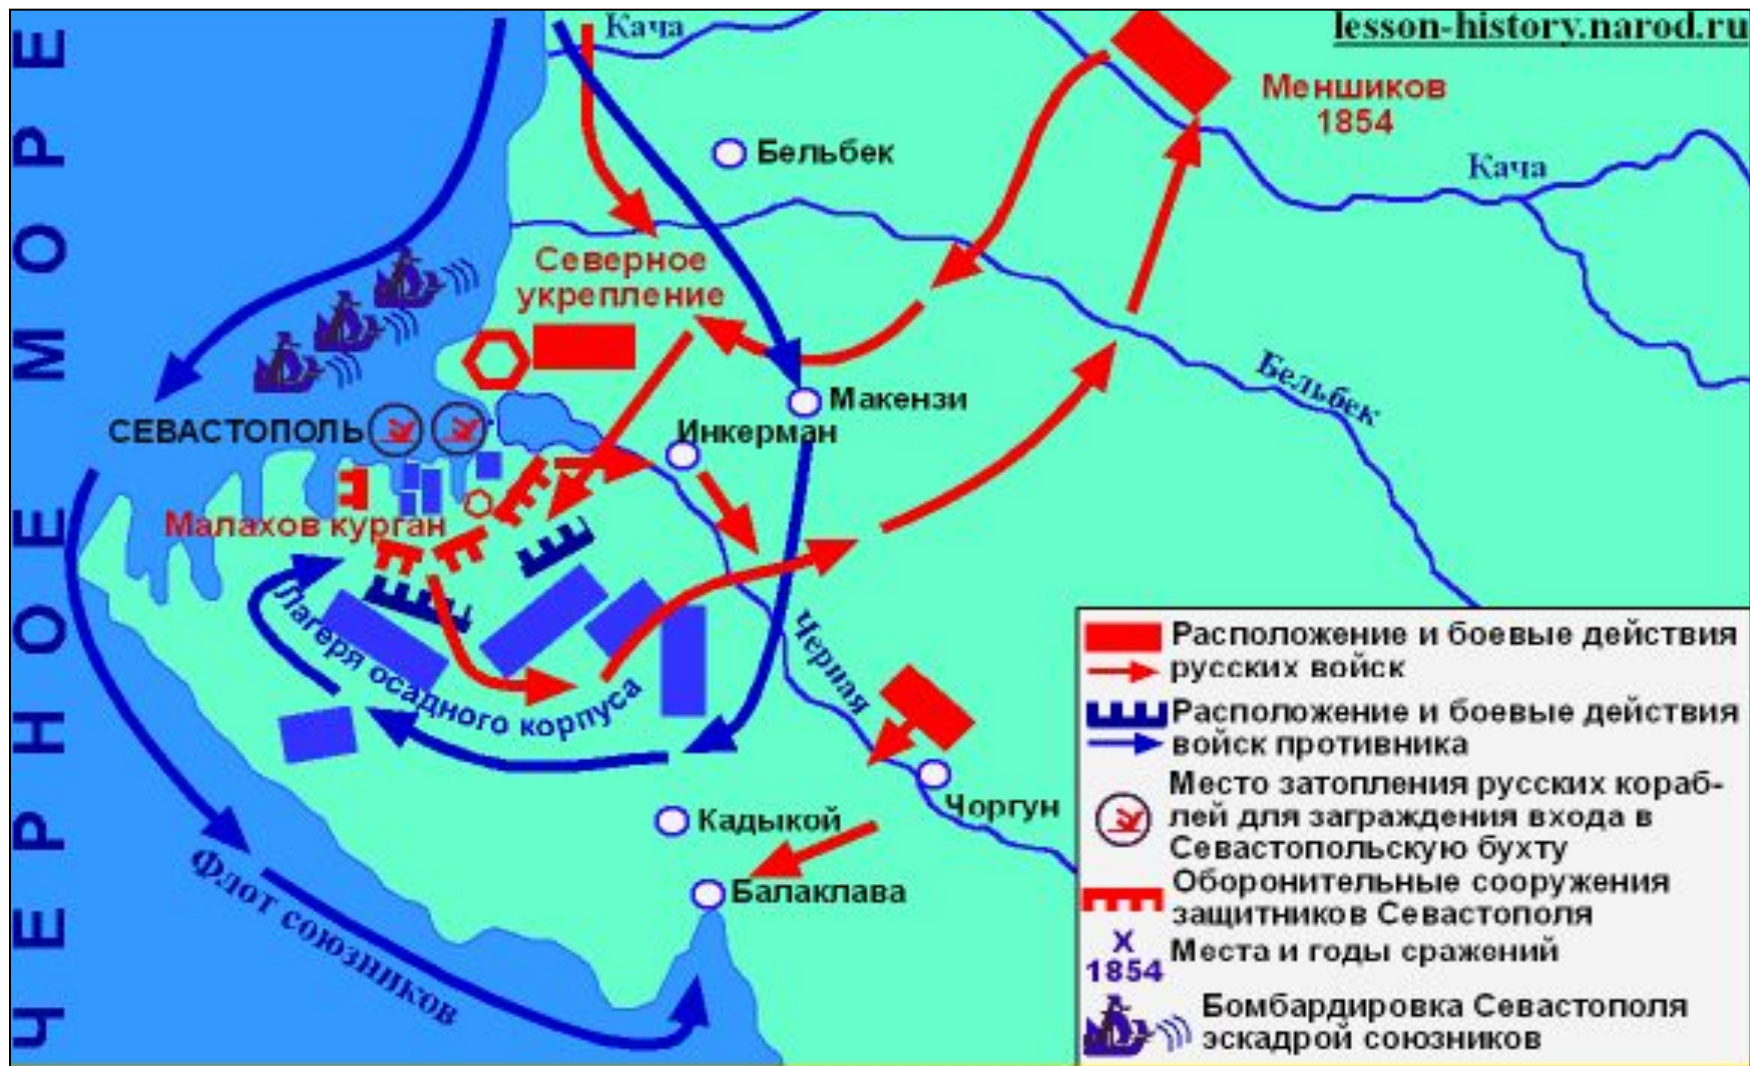 lesson-history.narod.ru
Кача
Меншиков
1854
Бельбек
Кача
Северное
укрепление
Бельбек
Макензи
СЕВАСТОПОЛЬ
Инкерман
Малахов курган
Лагеря осадного корпуса
Черная
Чоргун
Кадыкой
Балаклава
Флот союзников
ЧЕРНОЕ МОРЕ
Расположение и боевые действия
русских войск
Расположение и боевые действия
войск противника
Место затопления русских кораб-
лей для заграждения входа в
Севастопольскую бухту
Оборонительные сооружения
защитников Севастополя
X
1854
Места и годы сражений
Бомбардировка Севастополя
эскадрой союзников